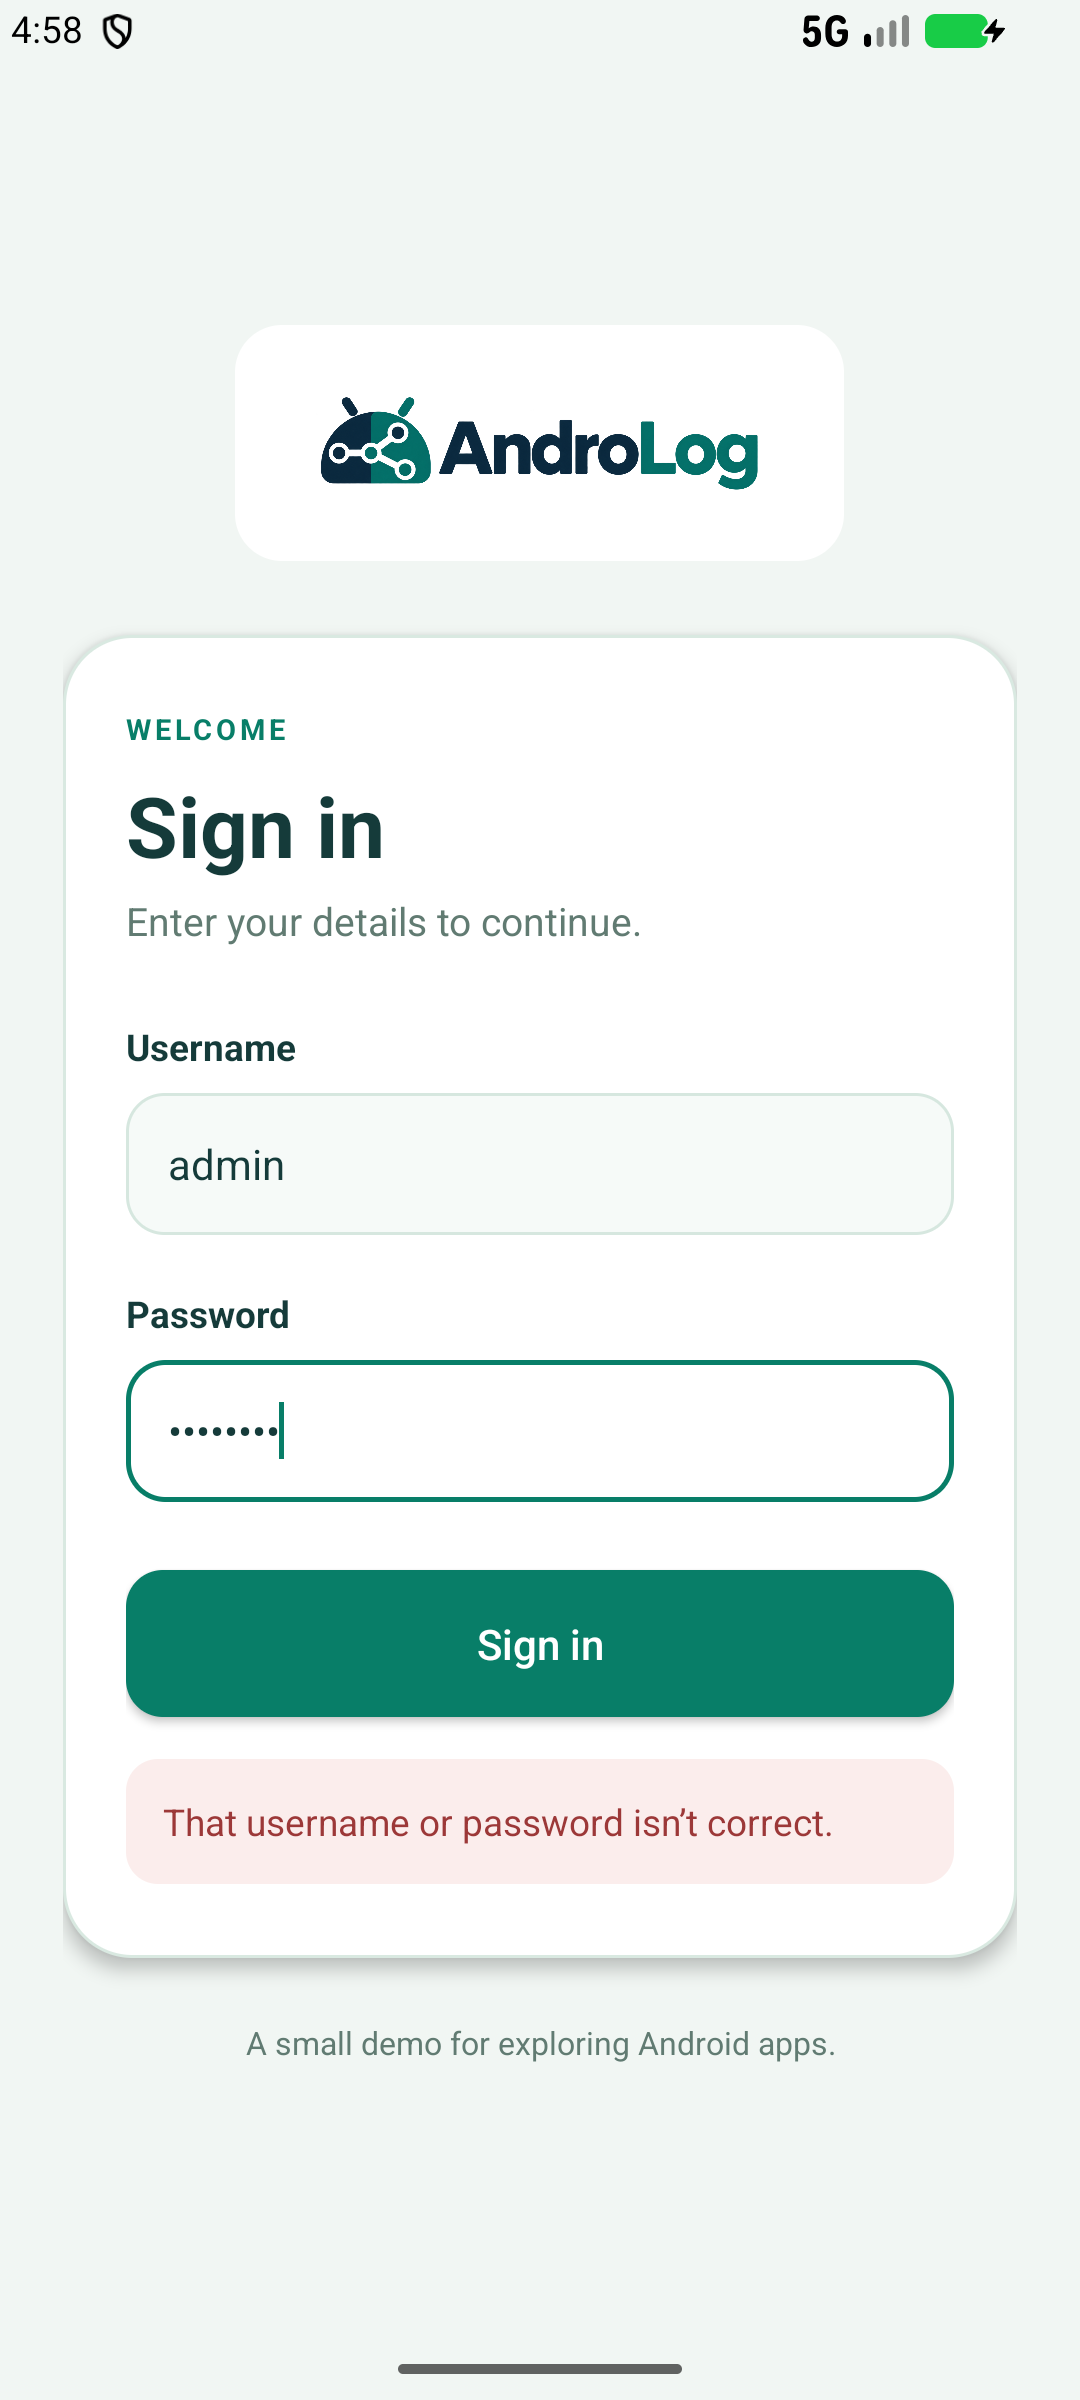 4:58
5G
AndroLog
WELCOME
Sign in
Enter your details to continue.
Username
admin
Password
••••••••
Sign in
That username or password isn’t correct.
A small demo for exploring Android apps.